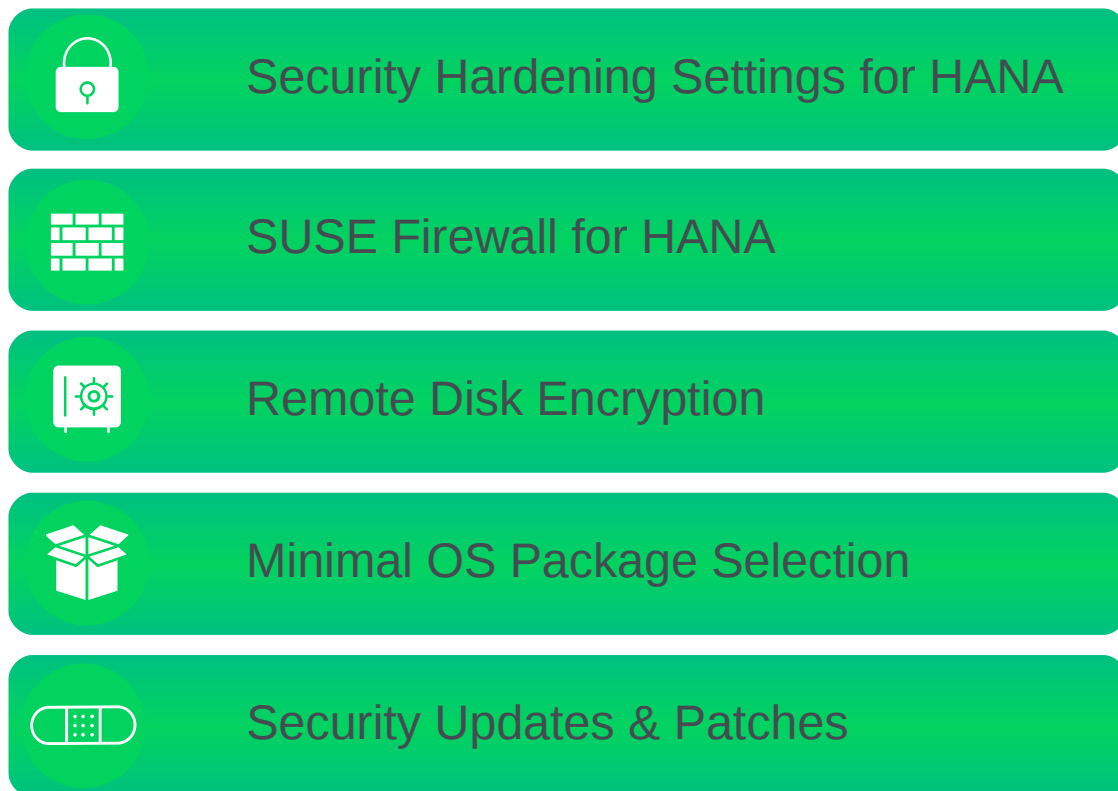 Security Hardening Settings for HANA
SUSE Firewall for HANA
Remote Disk Encryption
Minimal OS Package Selection
Security Updates & Patches